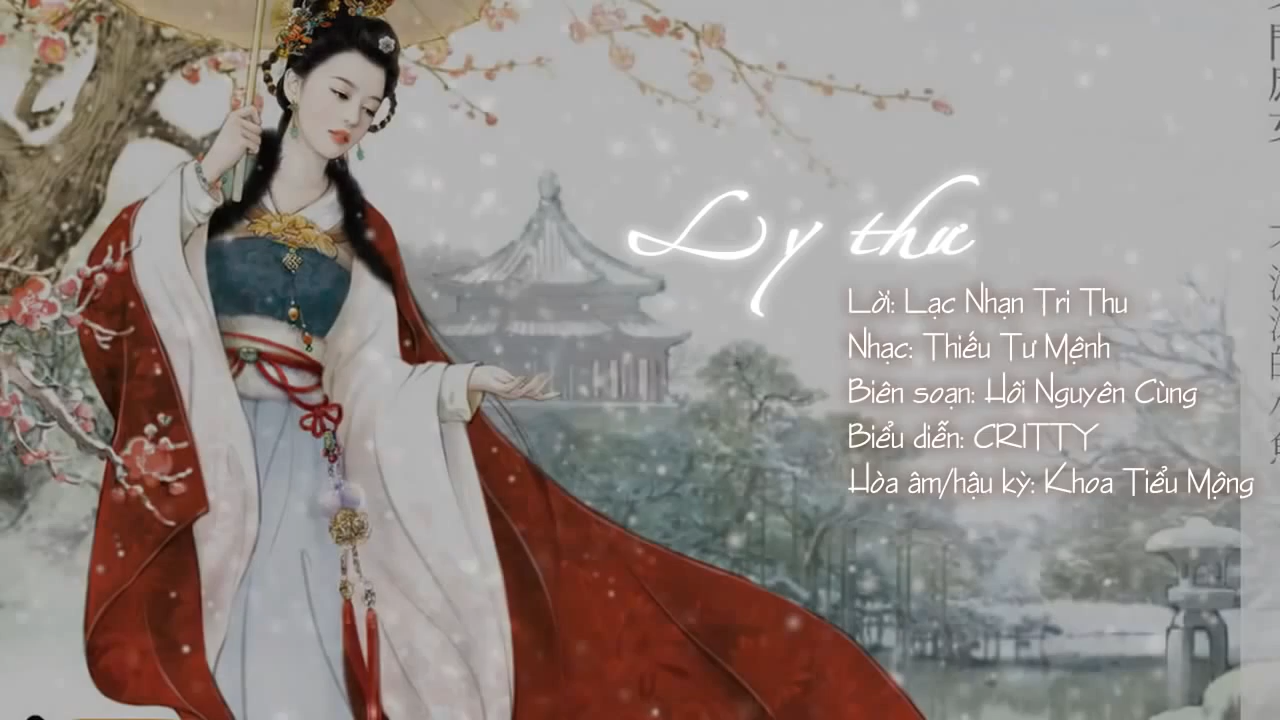 Ly thư
Lời: Lạc Nhạn Tri Thu
Nhạc: Thiếu Tư Mệnh
Biên soạn: Hồi Nguyên Cùng
Biểu diễn: CRITTY
Hòa âm/hậu kỳ: Khoa Tiểu Mộng